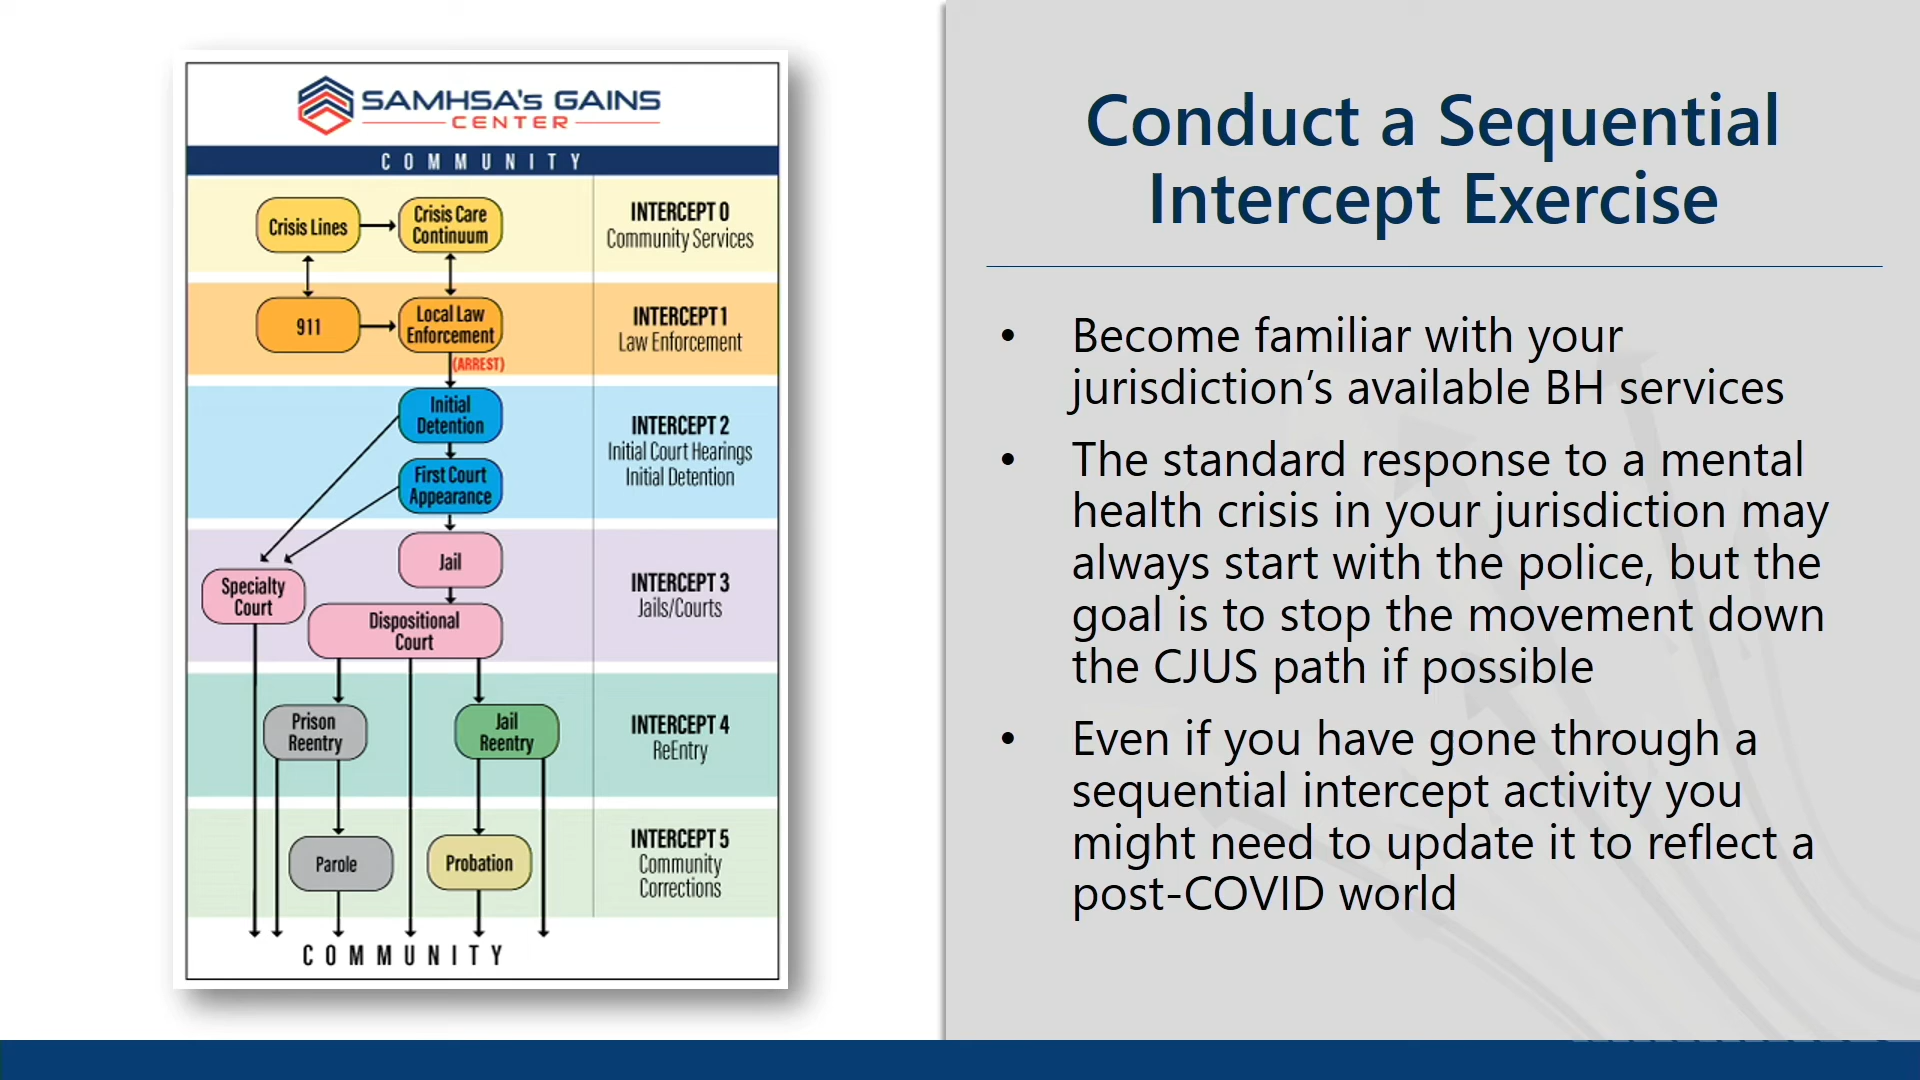 SAMHSA's GAINS
CENTER
COMMUNITY
Crisis Lines
Crisis Care
Continuum
INTERCEPT 0
Community Services
911
Local Law
Enforcement
(ARREST)
INTERCEPT 1
Law Enforcement
Initial
Detention
First Court
Appearance
INTERCEPT 2
Initial Court Hearings
Initial Detention
Jail
Specialty
Court
Dispositional
Court
INTERCEPT 3
Jails/Courts
Prison
Reentry
Jail
Reentry
INTERCEPT 4
ReEntry
Parole
Probation
INTERCEPT 5
Community
Corrections
COMMUNITY
Conduct a Sequential
Intercept Exercise
• Become familiar with your
jurisdiction’s available BH services
• The standard response to a mental
health crisis in your jurisdiction may
always start with the police, but the
goal is to stop the movement down
the CJUS path if possible
• Even if you have gone through a
sequential intercept activity you
might need to update it to reflect a
post-COVID world